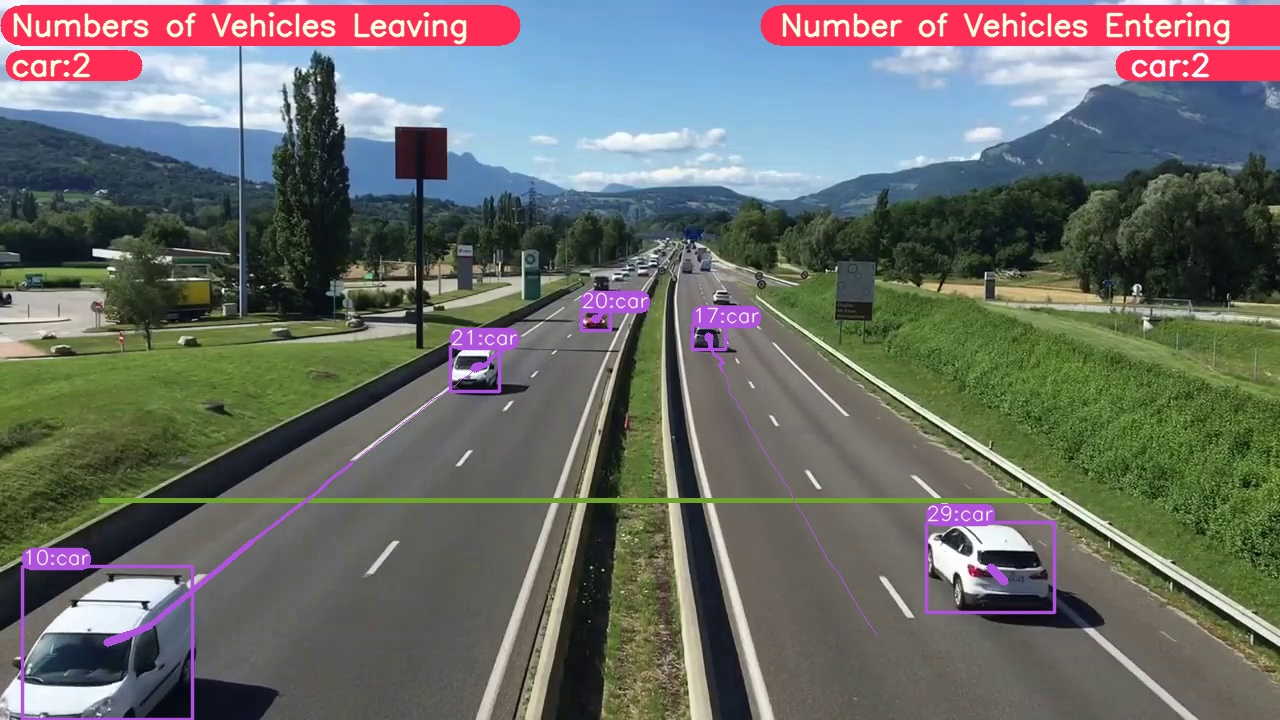 Numbers of Vehicles Leaving
Number of Vehicles Entering
car:2
car:2
20:car
17:car
21:car
29:car
10:car